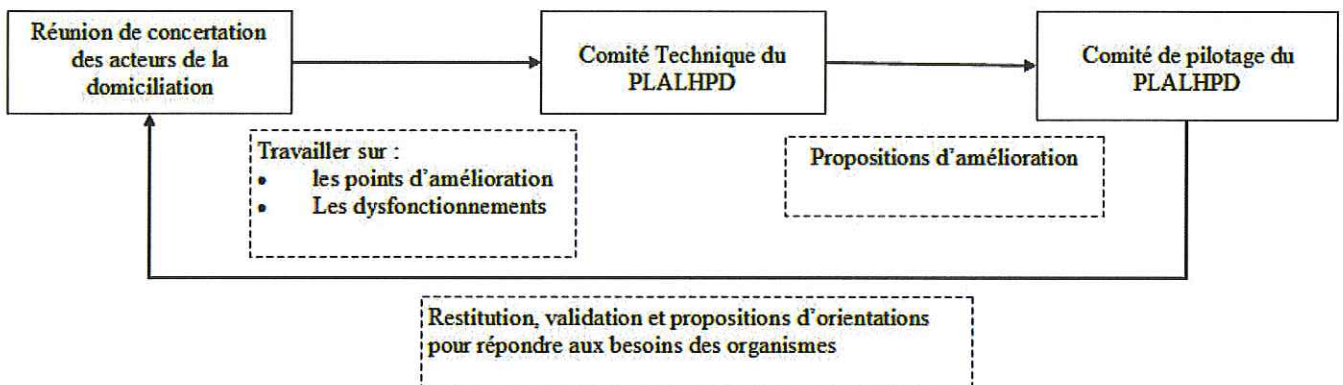 Réunion de concertation
des acteurs de la
domiciliation
Comité Technique du
PLALHPD
Comité de pilotage du
PLALHPD
Travailler sur :
• les points d'amélioration
• Les dysfonctionnements
Propositions d'amélioration
Restitution, validation et propositions d'orientations
pour répondre aux besoins des organismes